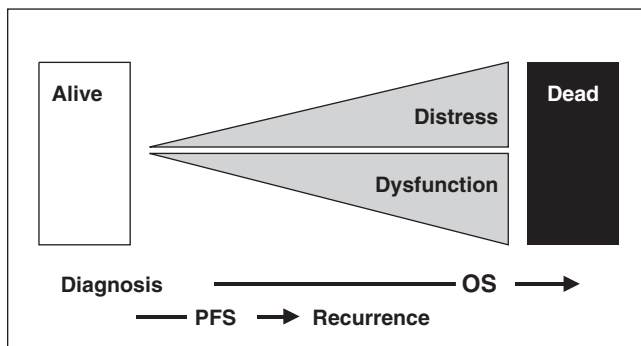 Alive
Dead
Distress
Dysfunction
Diagnosis OS
PFS Recurrence